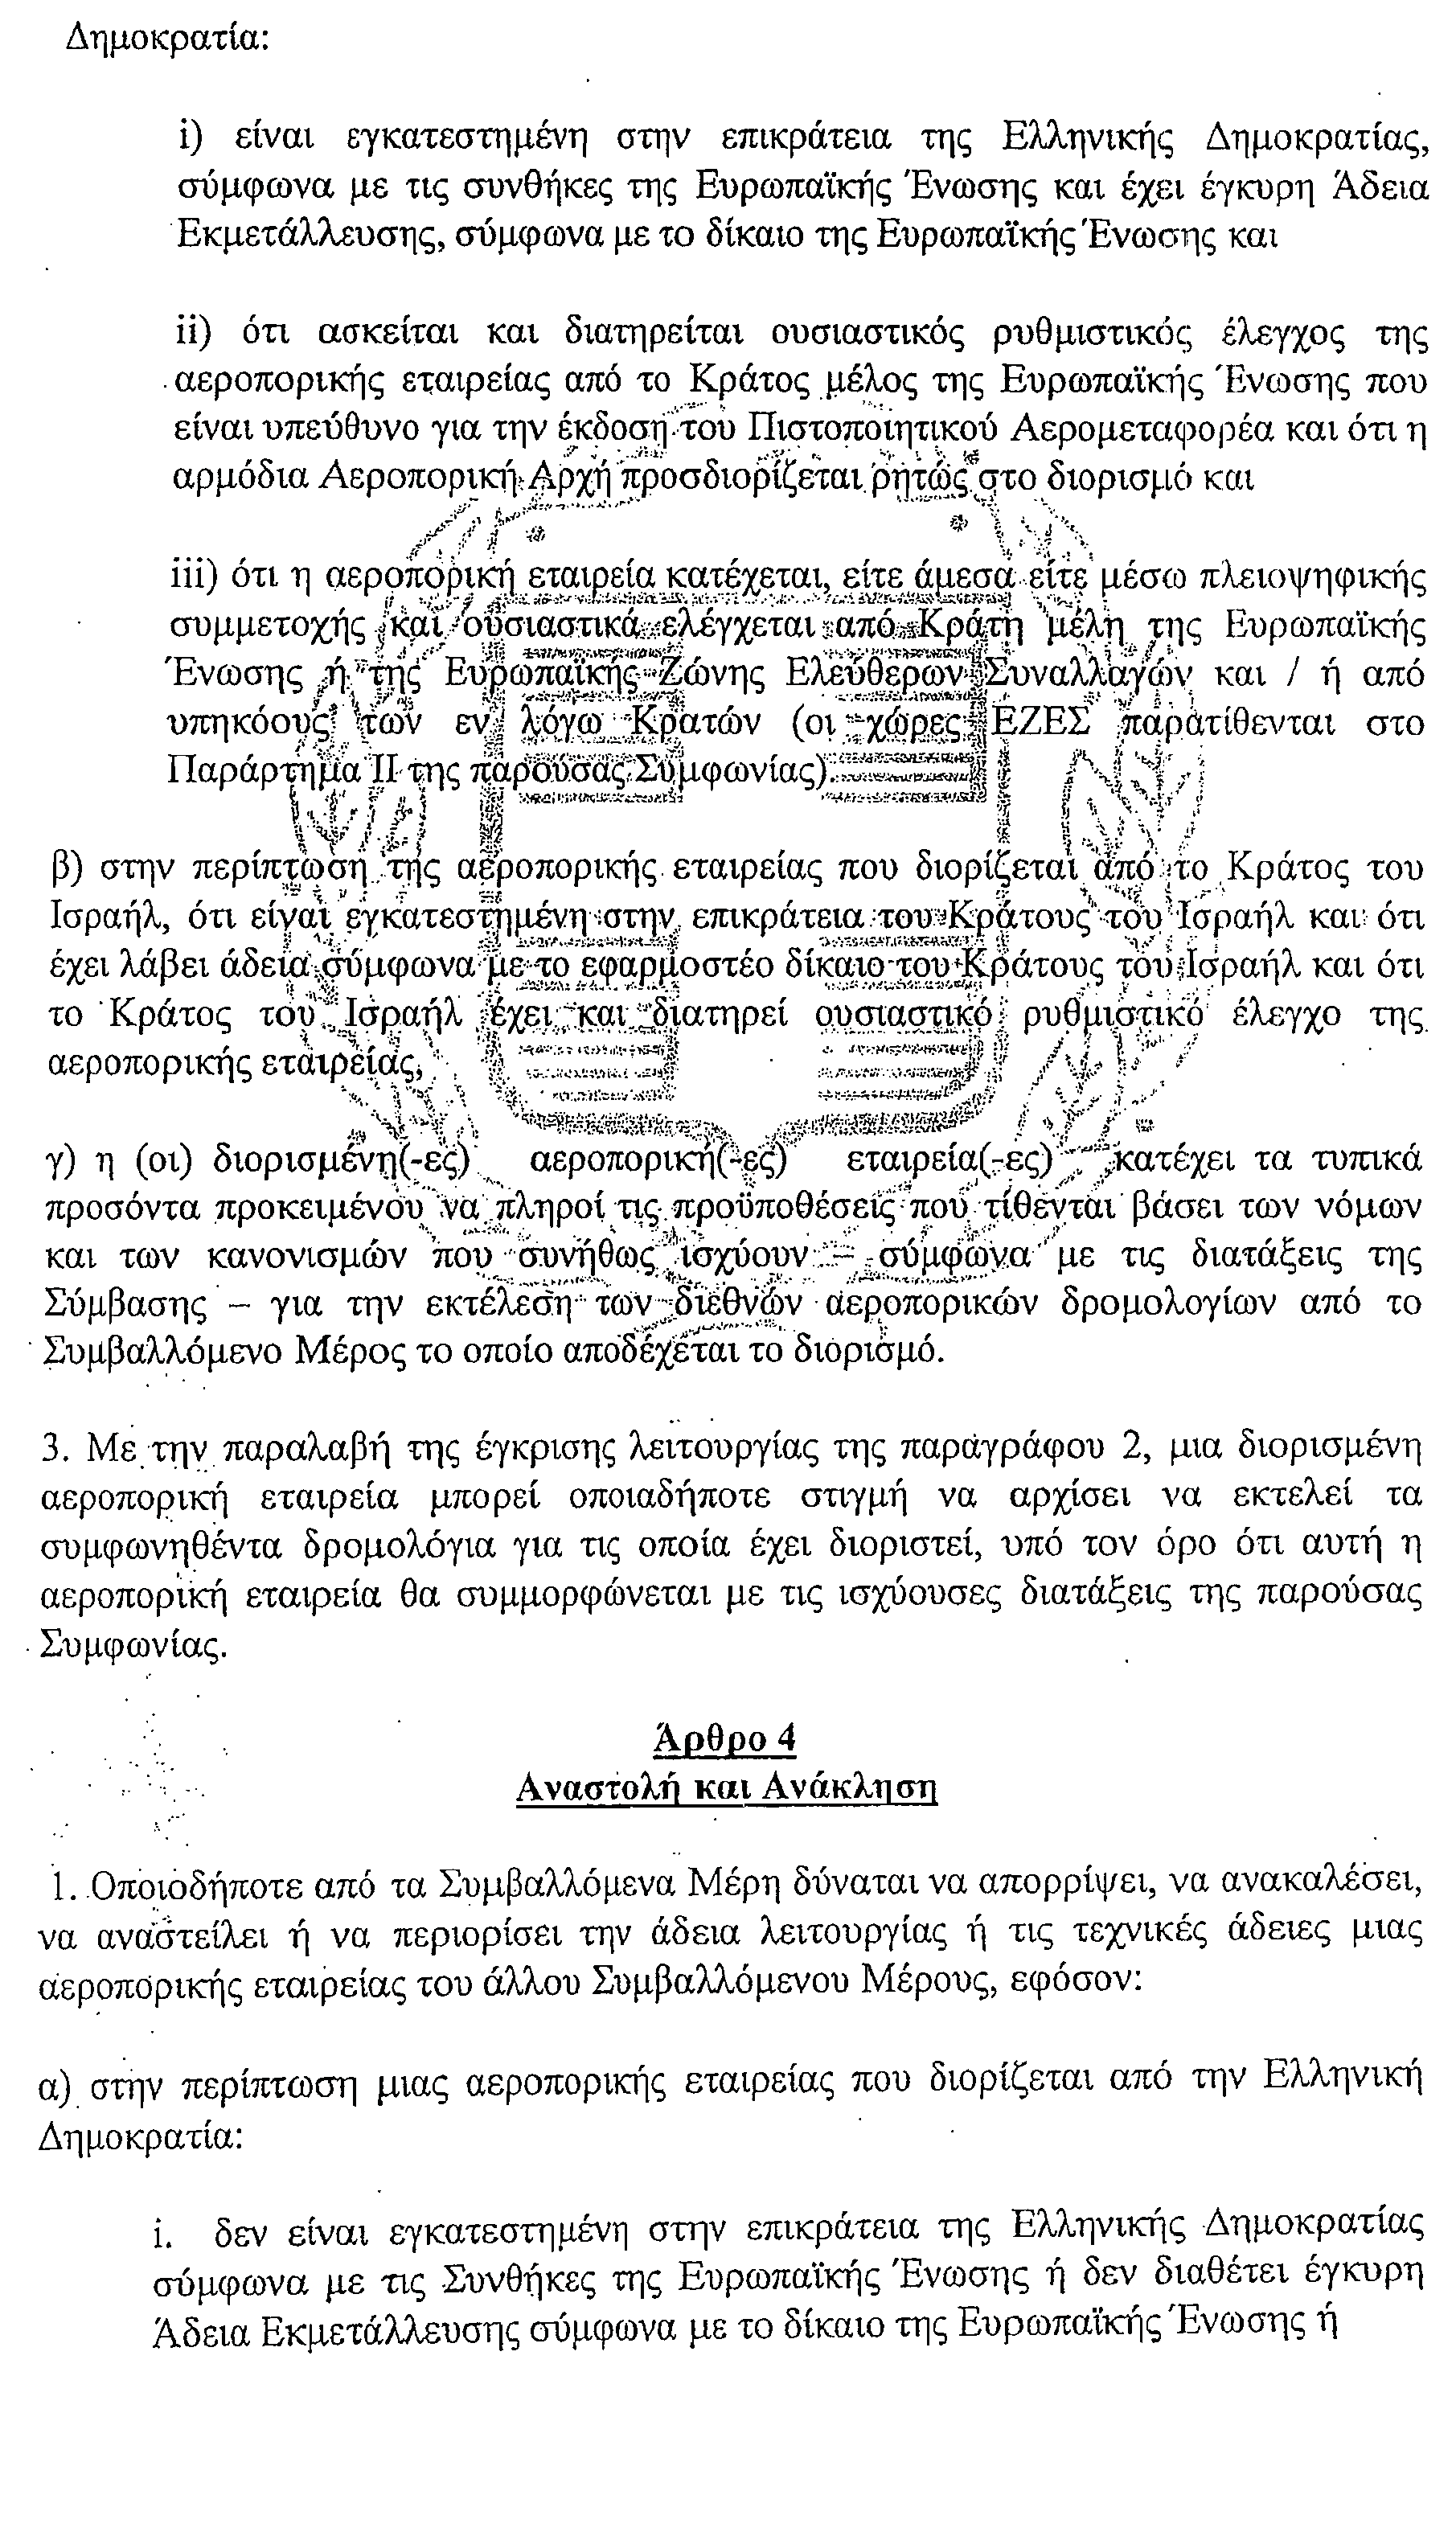 Δημοκρατία:
i) είναι εγκατεστημένη στην επικράτεια της Ελληνικής Δημοκρατίας,
σύμφωνα με τις συνθήκες της Ευρωπαϊκής Ένωσης και έχει έγκυρη Άδεια
Εκμετάλλευσης, σύμφωνα με το δίκαιο της Ευρωπαϊκής Ένωσης και
ii) ότι ασκείται και διατηρείται ουσιαστικός ρυθμιστικός έλεγχος της
αεροπορικής εταιρείας από το Κράτος μέλος της Ευρωπαϊκής Ένωσης που
είναι υπεύθυνο για την έκδοση του Πιστοποιητικού Αερομεταφορέα και ότι η
αρμόδια Αεροπορική Αρχή προσδιορίζεται ρητώς στο διορισμό και
iii) ότι η αεροπορική εταιρεία κατέχεται, είτε άμεσα είτε μέσω πλειοψηφικής
συμμετοχής και ουσιαστικά ελέγχεται από Κράτη μέλη της Ευρωπαϊκής
Ένωσης ή της Ευρωπαϊκής Ζώνης Ελεύθερων Συναλλαγών και / ή από
υπηκόους των εν λόγω Κρατών (οι χώρες ΕΖΕΣ παρατίθενται στο
Παράρτημα ΙΙ της παρούσας Συμφωνίας).
β) στην περίπτωση της αεροπορικής εταιρείας που διορίζεται από το Κράτος του
Ισραήλ, ότι είναι εγκατεστημένη στην επικράτεια του Κράτους του Ισραήλ και ότι
έχει λάβει άδεια σύμφωνα με το εφαρμοστέο δίκαιο του Κράτους του Ισραήλ και ότι
το Κράτος του Ισραήλ έχει και διατηρεί ουσιαστικό ρυθμιστικό έλεγχο της
αεροπορικής εταιρείας,
γ) η (οι) διορισμένη(-ες) αεροπορική(-ες) εταιρεία(-ες) κατέχει τα τυπικά
προσόντα προκειμένου να πληροί τις προϋποθέσεις που τίθενται βάσει των νόμων
και των κανονισμών που συνήθως ισχύουν – σύμφωνα με τις διατάξεις της
Σύμβασης – για την εκτέλεση των διεθνών αεροπορικών δρομολογίων από το
Συμβαλλόμενο Μέρος το οποίο αποδέχεται το διορισμό.
3. Με την παραλαβή της έγκρισης λειτουργίας της παραγράφου 2, μια διορισμένη
αεροπορική εταιρεία μπορεί οποιαδήποτε στιγμή να αρχίσει να εκτελεί τα
συμφωνηθέντα δρομολόγια για τις οποία έχει διοριστεί, υπό τον όρο ότι αυτή η
αεροπορική εταιρεία θα συμμορφώνεται με τις ισχύουσες διατάξεις της παρούσας
Συμφωνίας.
Άρθρο 4
Αναστολή και Ανάκληση
1. Οποιοδήποτε από τα Συμβαλλόμενα Μέρη δύναται να απορρίψει, να ανακαλέσει,
να αναστείλει ή να περιορίσει την άδεια λειτουργίας ή τις τεχνικές άδειες μιας
αεροπορικής εταιρείας του άλλου Συμβαλλόμενου Μέρους, εφόσον:
α) στην περίπτωση μιας αεροπορικής εταιρείας που διορίζεται από την Ελληνική
Δημοκρατία:
i. δεν είναι εγκατεστημένη στην επικράτεια της Ελληνικής Δημοκρατίας
σύμφωνα με τις Συνθήκες της Ευρωπαϊκής Ένωσης ή δεν διαθέτει έγκυρη
Άδεια Εκμετάλλευσης σύμφωνα με το δίκαιο της Ευρωπαϊκής Ένωσης ή